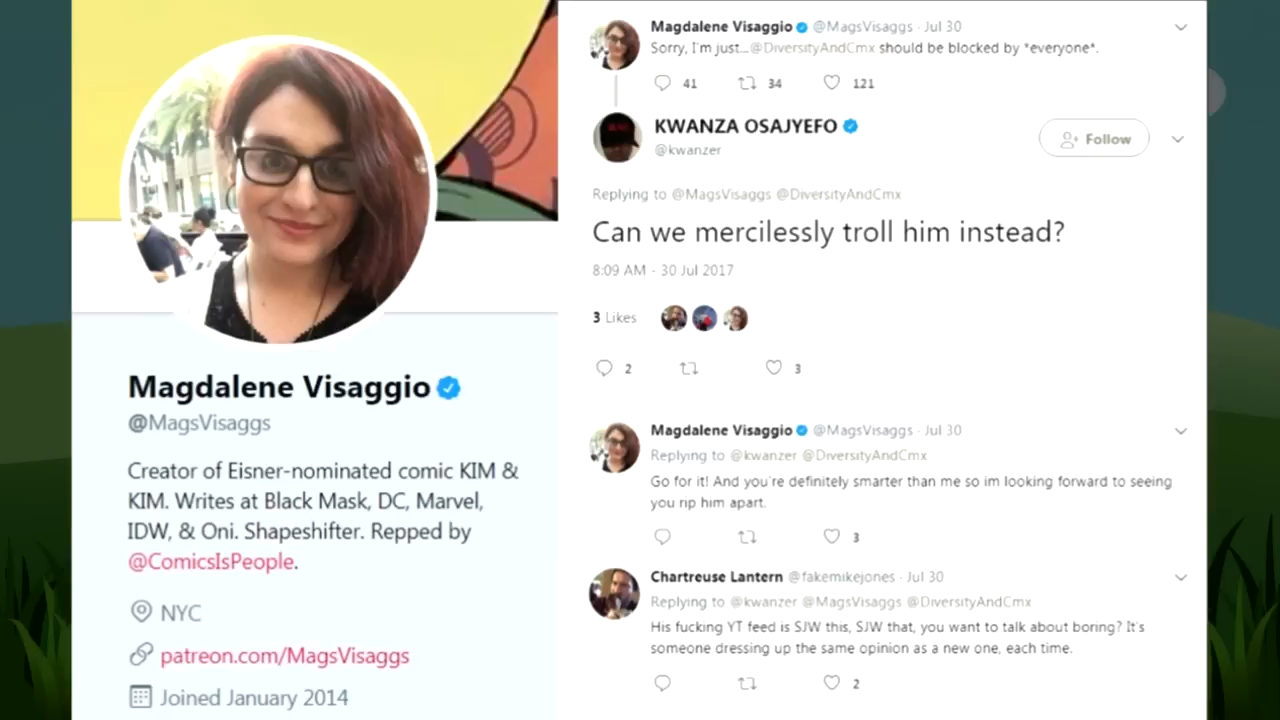 Magdalene Visaggio
@MagsVisaggs
Creator of Eisner-nominated comic KIM &
KIM. Writes at Black Mask, DC, Marvel,
IDW, & Oni. Shapeshifter. Repped by
@ComicsIsPeople.
NYC
patreon.com/MagsVisaggs
Joined January 2014
Magdalene Visaggio @MagsVisaggs · Jul 30
Sorry, I'm just...@DiversityAndCmx should be blocked by *everyone*.
41 34 121
KWANZA OSAJYEFO
@kwanzer
Follow
Replying to @MagsVisaggs @DiversityAndCmx
Can we mercilessly troll him instead?
8:09 AM - 30 Jul 2017
3 Likes
2 3
Magdalene Visaggio @MagsVisaggs · Jul 30
Replying to @kwanzer @DiversityAndCmx
Go for it! And you're definitely smarter than me so im looking forward to seeing
you rip him apart.
3
Chartreuse Lantern @fakemikejones · Jul 30
Replying to @kwanzer @MagsVisaggs @DiversityAndCmx
His fucking YT feed is SJW this, SJW that, you want to talk about boring? It's
someone dressing up the same opinion as a new one, each time.
2